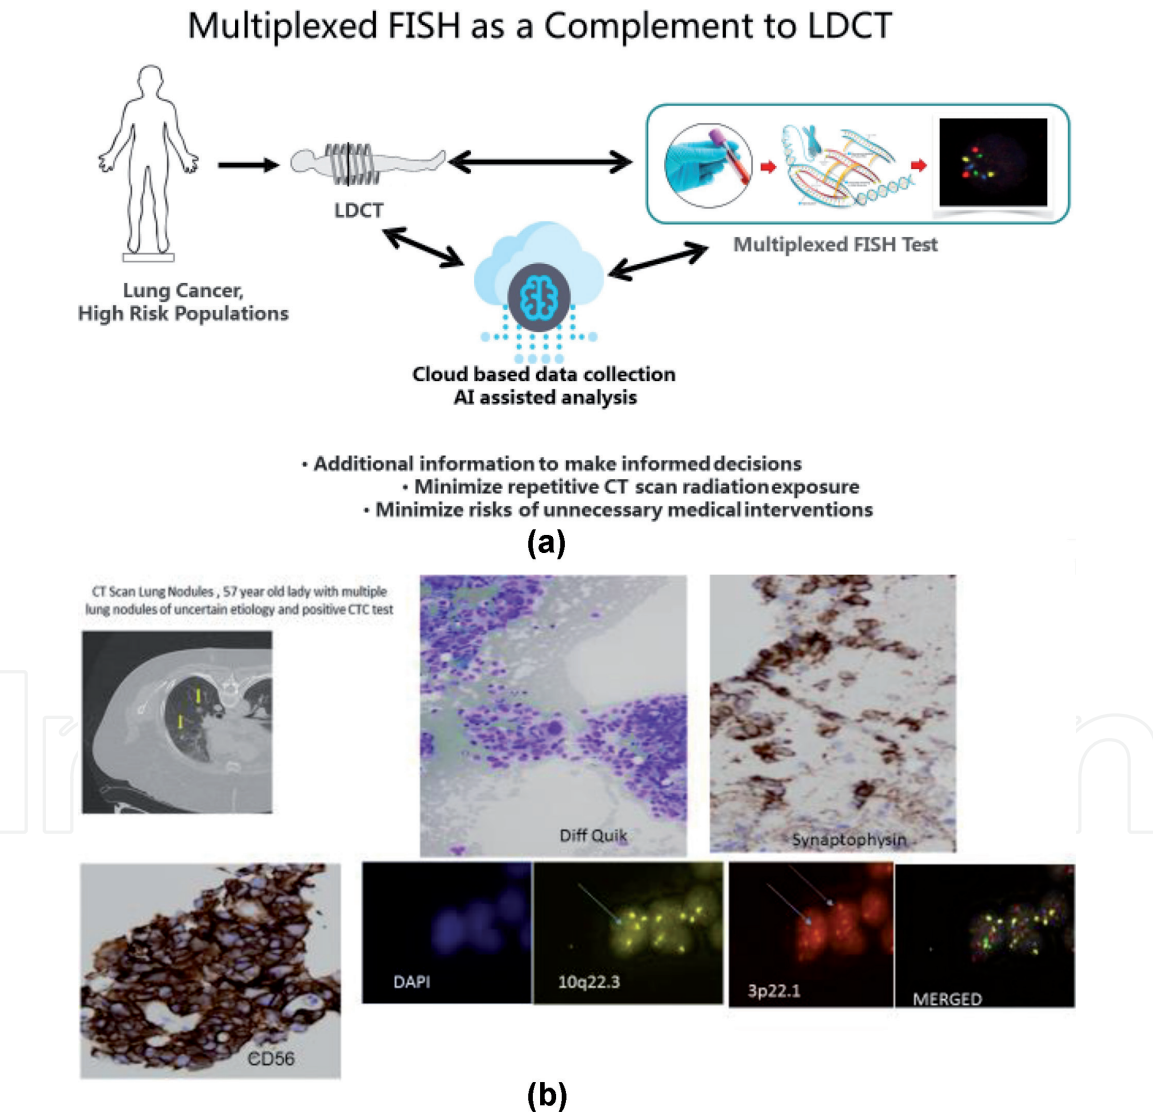 Multiplexed FISH as a Complement to LDCT
LDCT
Multiplexed FISH Test
Lung Cancer,
High Risk Populations
Cloud based data collection
AI assisted analysis
• Additional information to make informed decisions
• Minimize repetitive CT scan radiation exposure
• Minimize risks of unnecessary medical interventions
(a)
CT Scan Lung Nodules , 57 year old lady with multiple
lung nodules of uncertain etiology and positive CTC test
Diff Quik
Synaptophysin
CD56
DAPI
10q22.3
3p22.1
MERGED
(b)